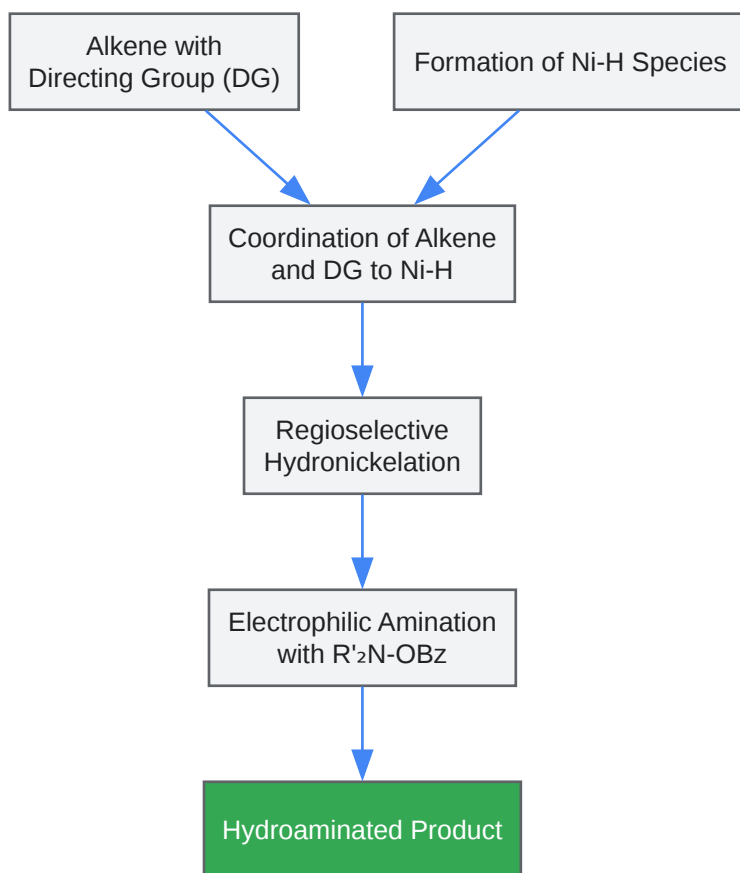 Alkene with
Directing Group (DG)
Formation of Ni-H Species
Coordination of Alkene
and DG to Ni-H
Regioselective
Hydronickelation
Electrophilic Amination
with R'₂N-OBz
Hydroaminated Product